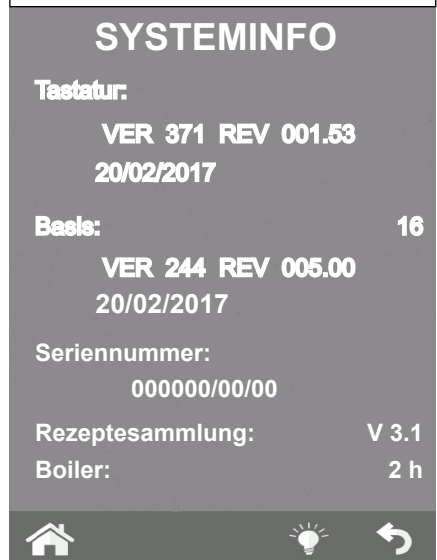 SYSTEMINFO
Tastatur:
VER 371 REV 001.53
20/02/2017
Basis: 16
VER 244 REV 005.00
20/02/2017
Seriennummer:
000000/00/00
Rezeptesammlung: V 3.1
Boiler: 2 h